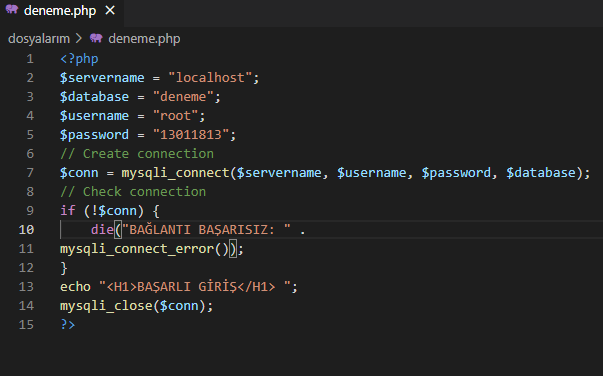 deneme.php
dosyalarım > deneme.php
1 <?php
2 $servername = "localhost";
3 $database = "deneme";
4 $username = "root";
5 $password = "13011813";
6 // Create connection
7 $conn = mysqli_connect($servername, $username, $password, $database);
8 // Check connection
9 if (!$conn) {
10     die("BAĞLANTI BAŞARISIZ: " .
11 mysqli_connect_error());
12 }
13 echo "<H1>BAŞARLI GİRİŞ</H1> ";
14 mysqli_close($conn);
15 ?>